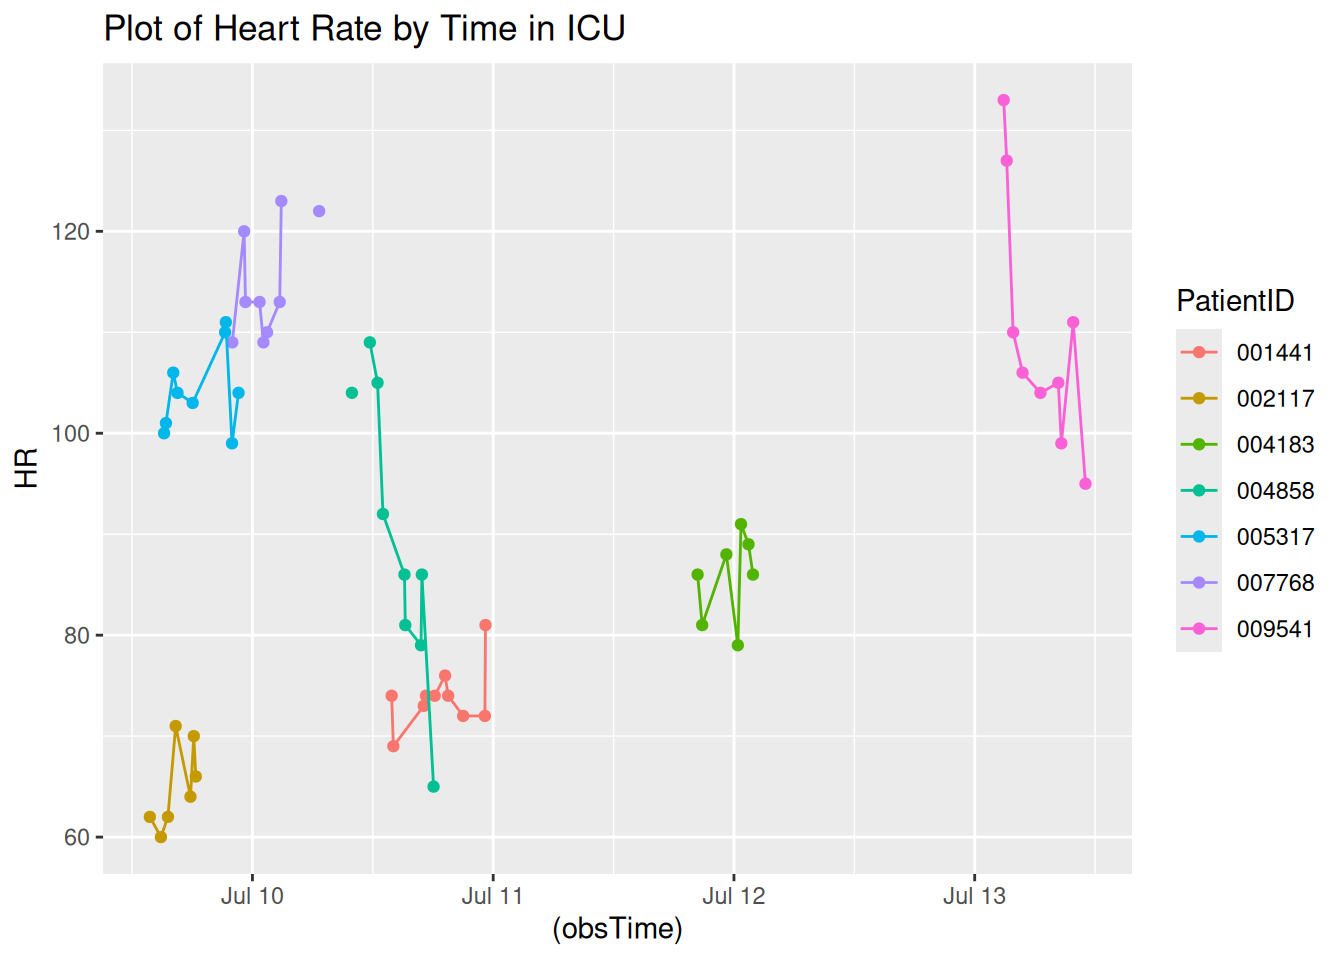 Plot of Heart Rate by Time in ICU
HR
120
100
80
60
Jul 10 Jul 11 Jul 12 Jul 13
(obsTime)
PatientID
001441
002117
004183
004858
005317
007768
009541